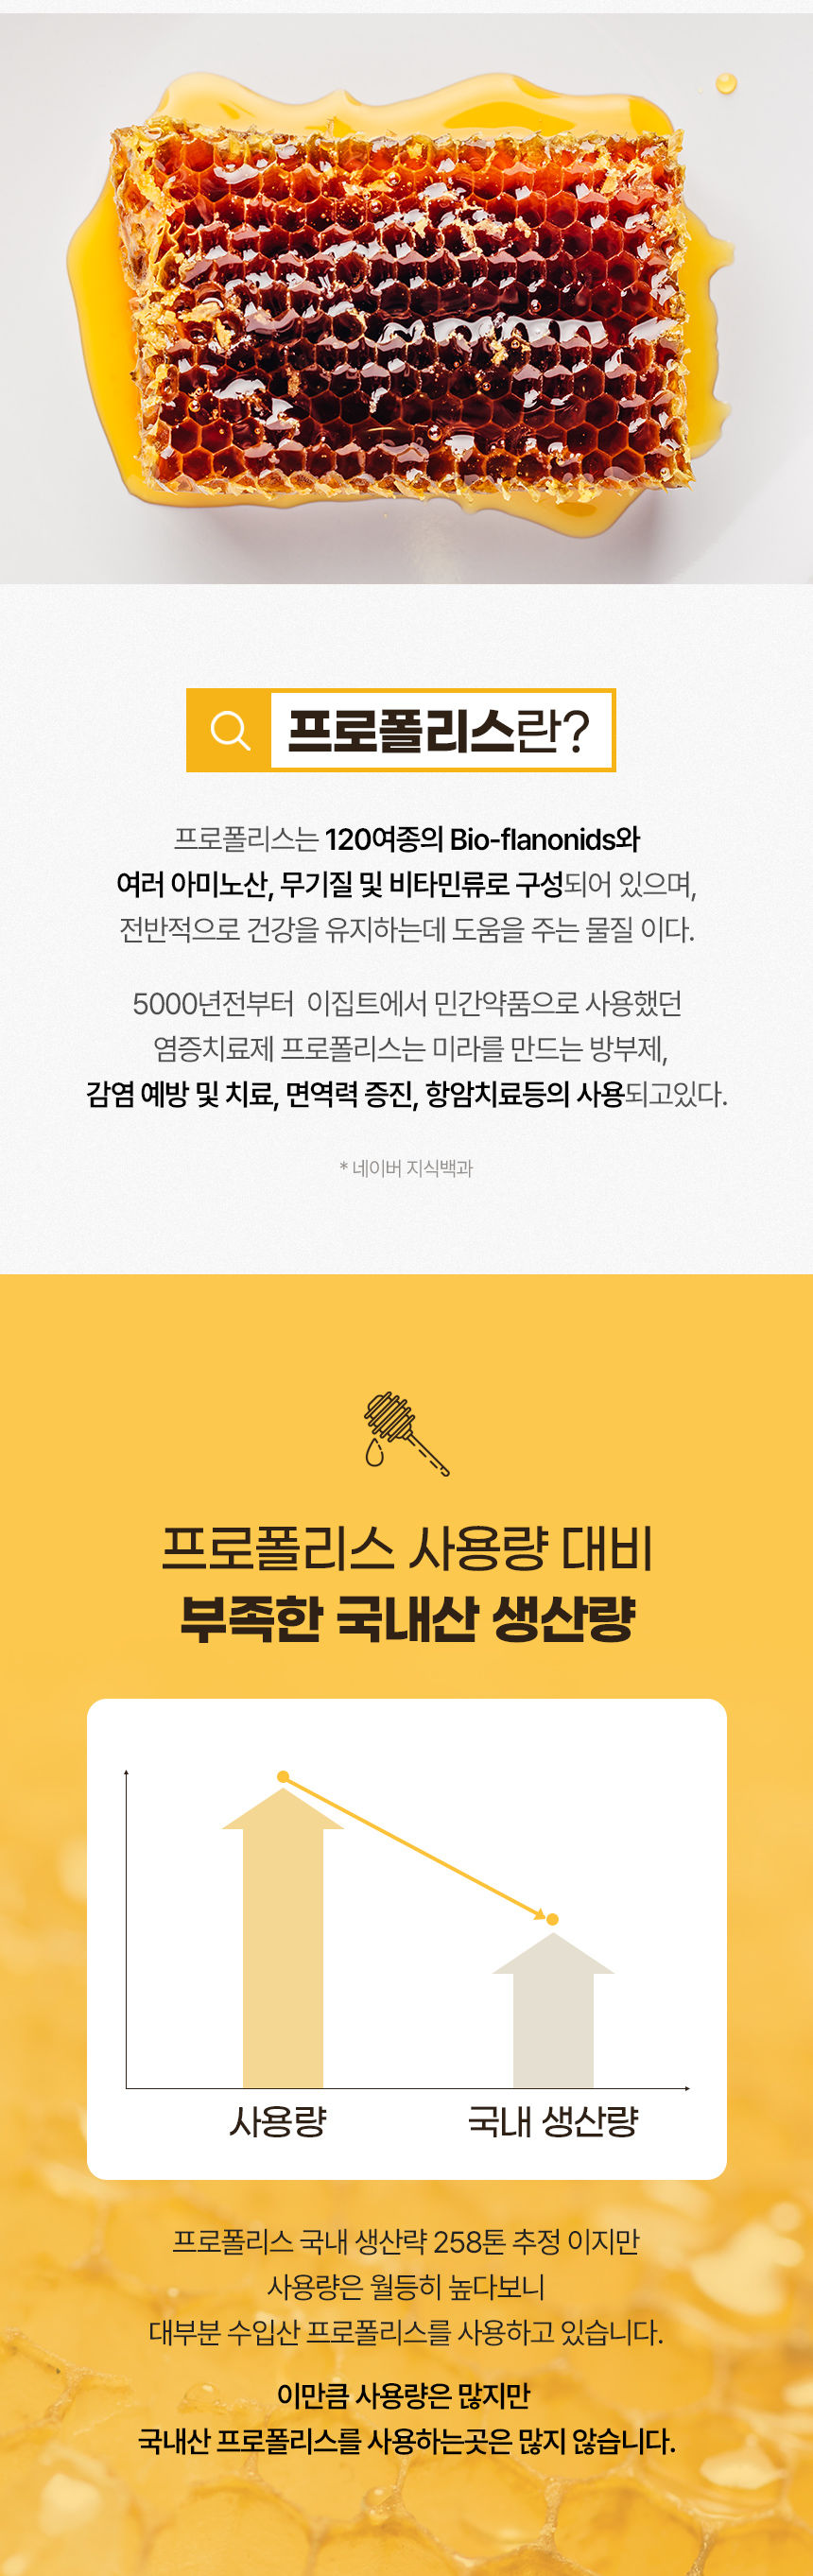 프로폴리스란?
프로폴리스는 120여종의 Bio-flanonids와
여러 아미노산, 무기질 및 비타민류로 구성되어 있으며,
전반적으로 건강을 유지하는데 도움을 주는 물질 이다.
5000년전부터 이집트에서 민간약품으로 사용했던
염증치료제 프로폴리스는 미라를 만드는 방부제,
감염 예방 및 치료, 면역력 증진, 항암치료등의 사용되고있다.
* 네이버 지식백과
프로폴리스 사용량 대비
부족한 국내산 생산량
사용량
국내 생산량
프로폴리스 국내 생산략 258톤 추정 이지만
사용량은 월등히 높다보니
대부분 수입산 프로폴리스를 사용하고 있습니다.
이만큼 사용량은 많지만
국내산 프로폴리스를 사용하는곳은 많지 않습니다.